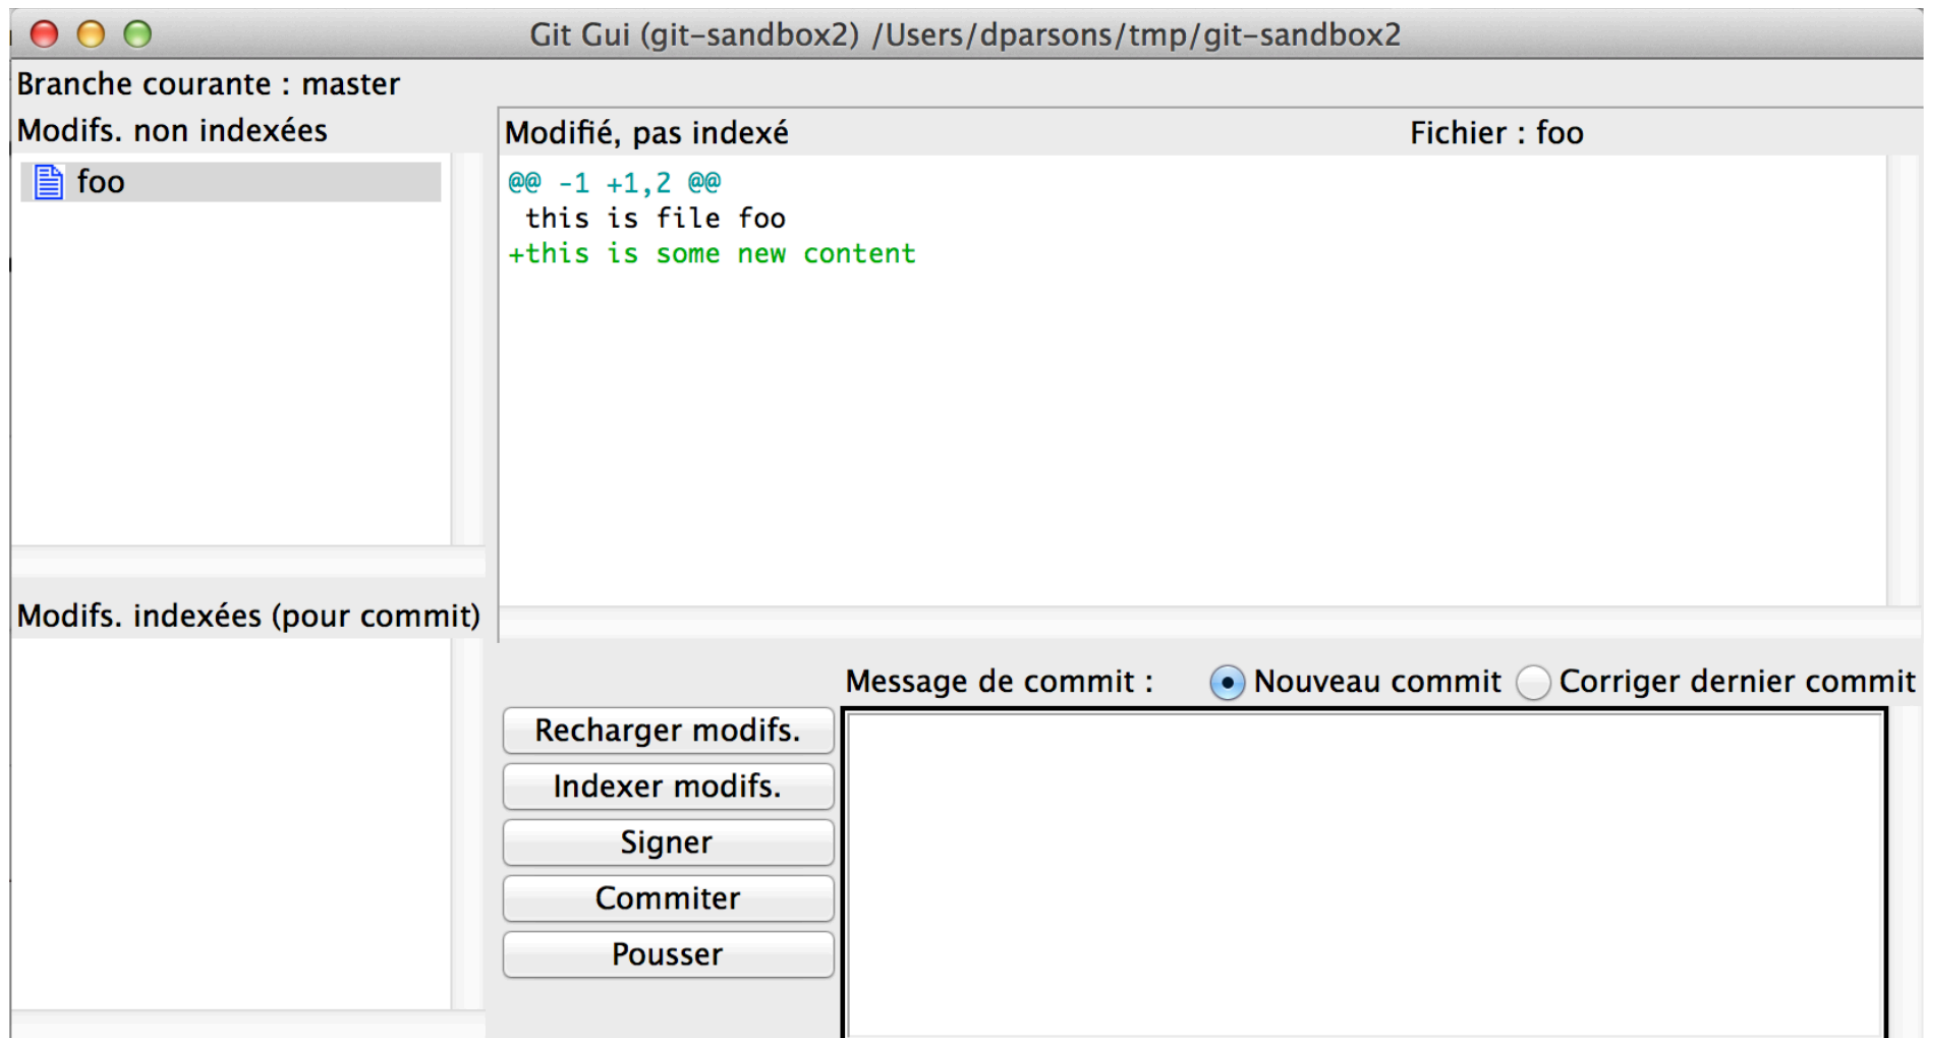 Git Gui (git-sandbox2) /Users/dparsons/tmp/git-sandbox2
Branche courante : master
Modifs. non indexées
foo
Modifié, pas indexé Fichier : foo
@@ -1 +1,2 @@
this is file foo
+this is some new content
Modifs. indexées (pour commit)
Message de commit : Nouveau commit Corriger dernier commit
Recharger modifs.
Indexer modifs.
Signer
Commiter
Pousser